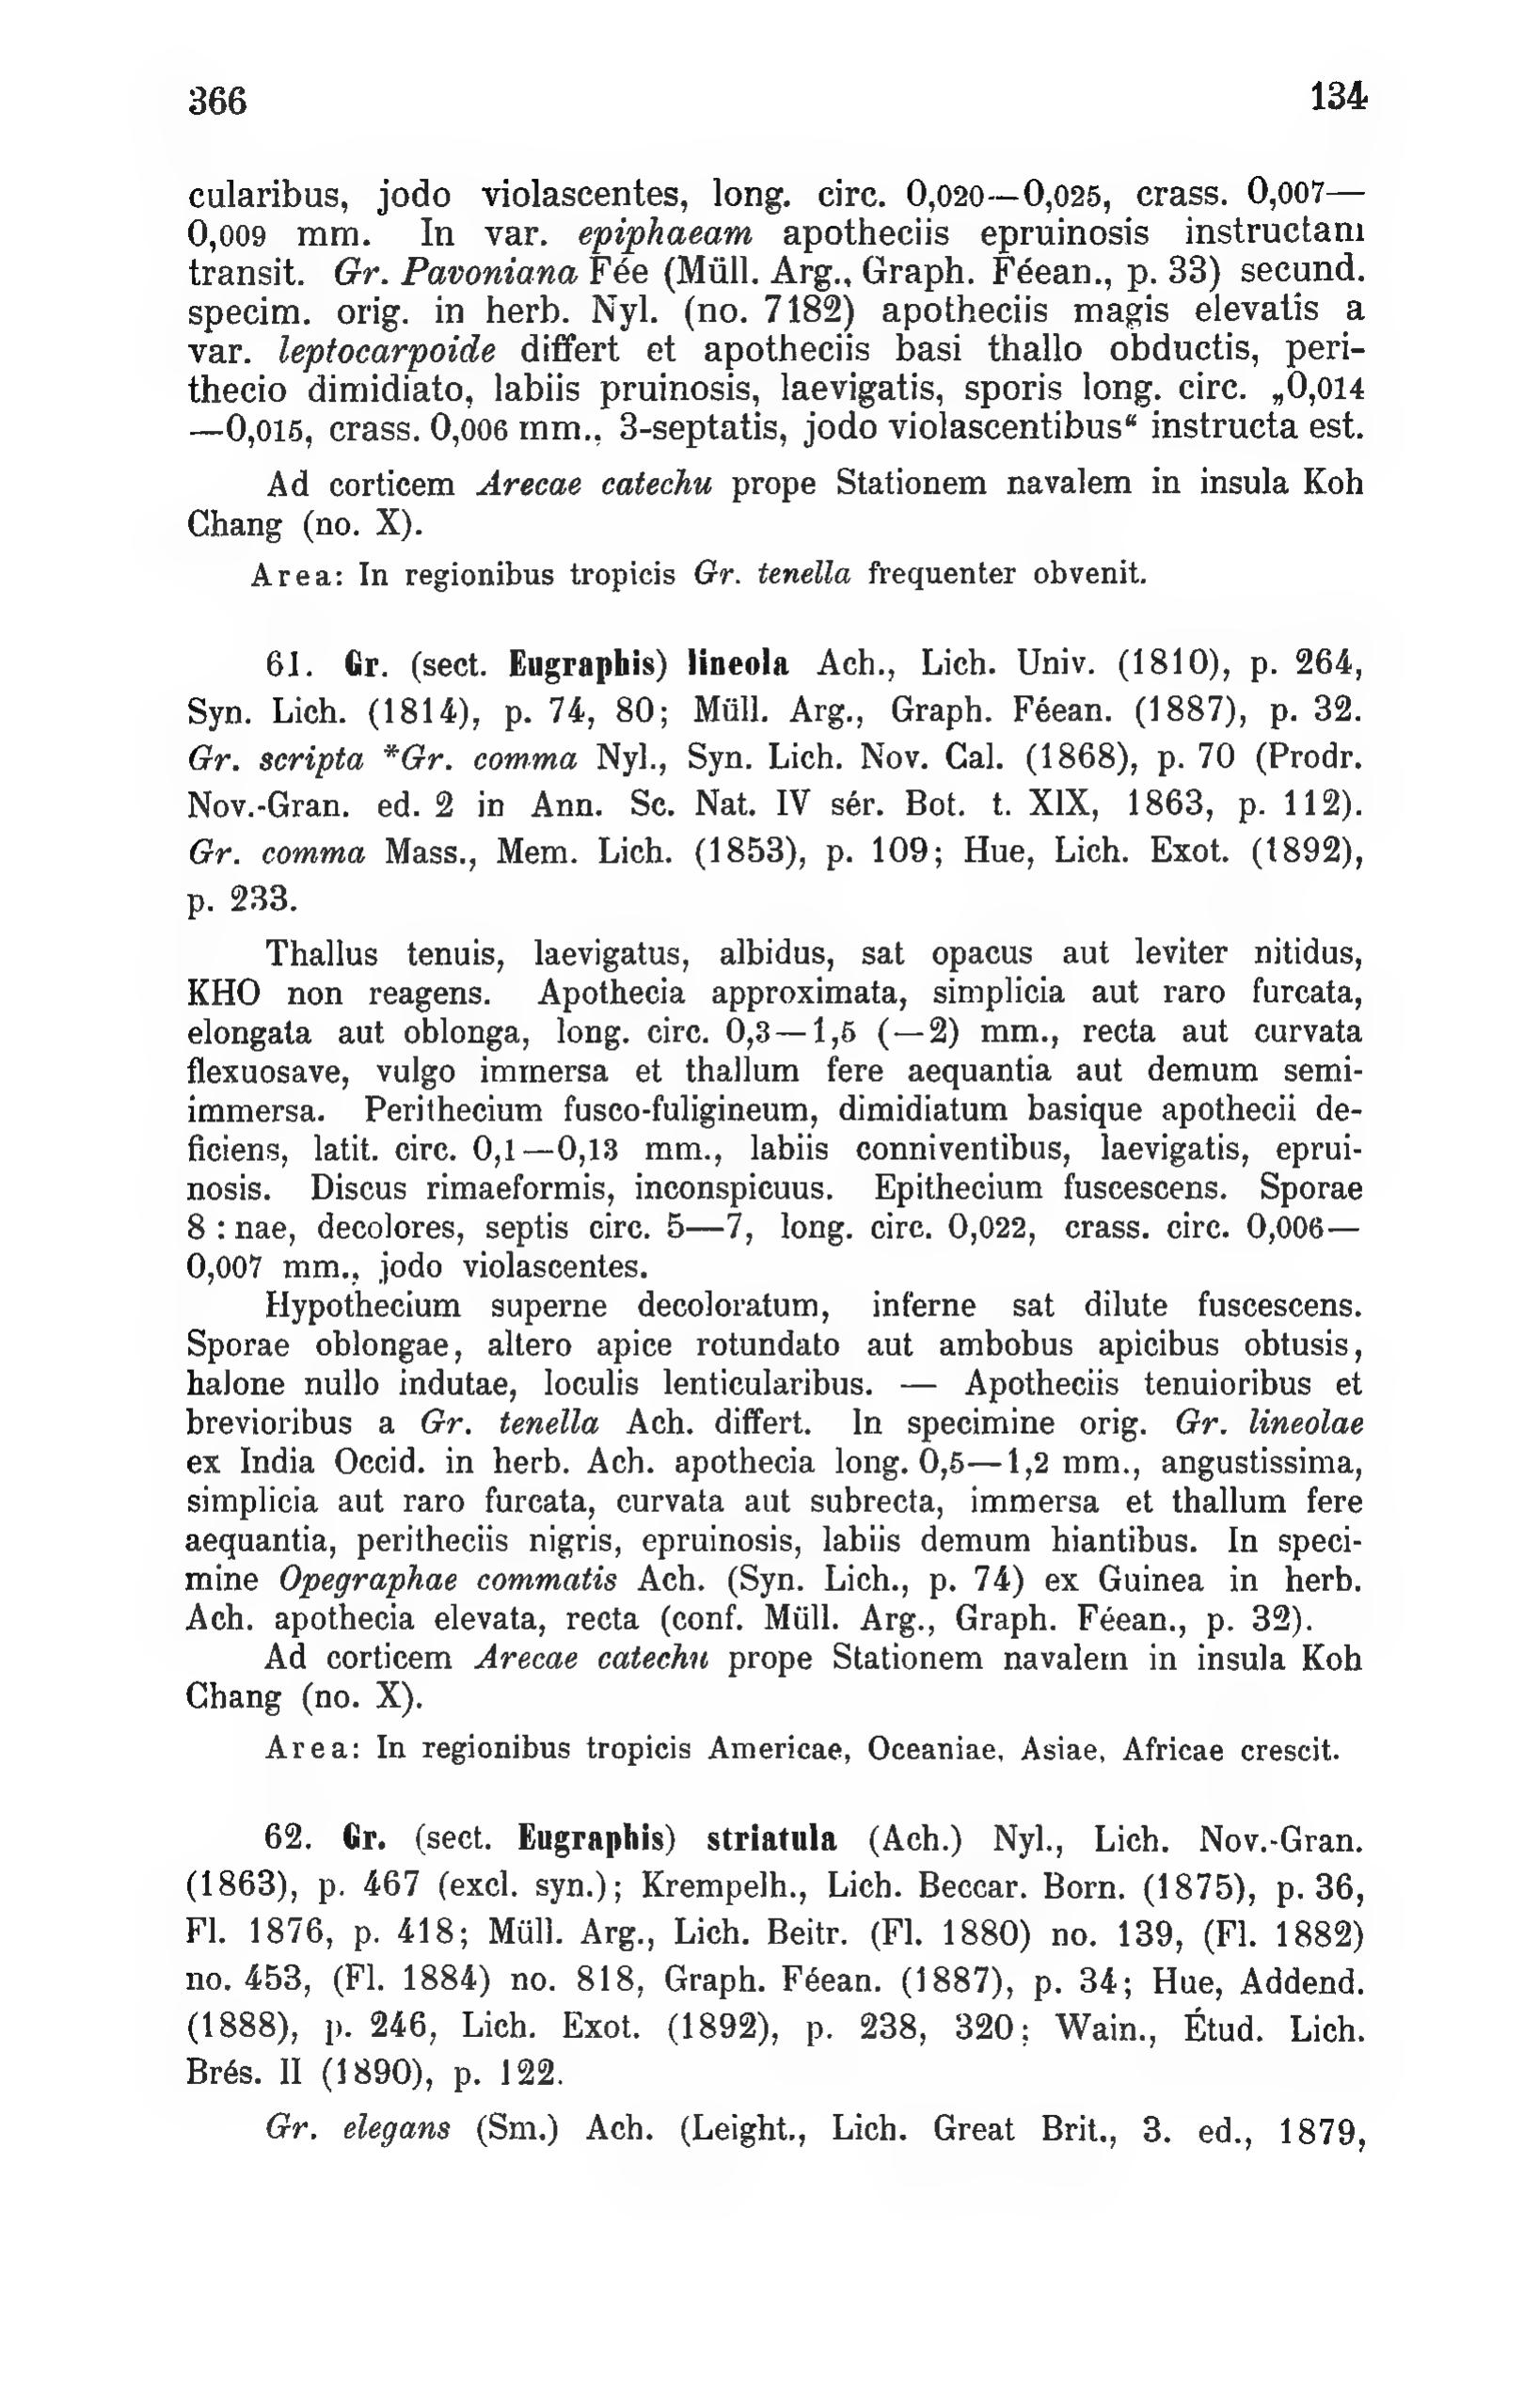 366 134
cularibus, jodo violascentes, long. circ. 0,020—0,025, crass. 0,007—
0,009 mm. In var. epiphaeam apotheciis epruinosis instructam
transit. Gr. Pavoniana Fée (Müll. Arg., Graph. Féean., p. 33) secund.
specim. orig. in herb. Nyl. (no. 7182) apotheciis magis elevatis a
var. leptocarpoide differt et apotheciis basi thallo obductis, peri-
thecio dimidiato, labiis pruinosis, laevigatis, sporis long. circ. „0,014
—0,015, crass. 0,006 mm., 3-septatis, jodo violascentibus“ instructa est.
Ad corticem Arecae catechu prope Stationem navalem in insula Koh
Chang (no. X).
Area: In regionibus tropicis Gr. tenella frequenter obvenit.
61. Gr. (sect. Eugraphis) lineola Ach., Lich. Univ. (1810), p. 264,
Syn. Lich. (1814), p. 74, 80; Müll. Arg., Graph. Féean. (1887), p. 32.
Gr. scripta *Gr. comma Nyl., Syn. Lich. Nov. Cal. (1868), p. 70 (Prodr.
Nov.-Gran. ed. 2 in Ann. Sc. Nat. IV sér. Bot. t. XIX, 1863, p. 112).
Gr. comma Mass., Mem. Lich. (1853), p. 109; Hue, Lich. Exot. (1892),
p. 233.
Thallus tenuis, laevigatus, albidus, sat opacus aut leviter nitidus,
KHO non reagens. Apothecia approximata, simplicia aut raro furcata,
elongata aut oblonga, long. circ. 0,3—1,5 (—2) mm., recta aut curvata
flexuosave, vulgo immersa et thallum fere aequantia aut demum semi-
immersa. Perithecium fusco-fuligineum, dimidiatum basique apothecii de-
ficiens, latit. circ. 0,1—0,13 mm., labiis conniventibus, laevigatis, eprui-
nosis. Discus rimaeformis, inconspicuus. Epithecium fuscescens. Sporae
8 : nae, decolores, septis circ. 5—7, long. circ. 0,022, crass. circ. 0,006—
0,007 mm., jodo violascentes.
Hypothecium superne decoloratum, inferne sat dilute fuscescens.
Sporae oblongae, altero apice rotundato aut ambobus apicibus obtusis,
halone nullo indutae, loculis lenticularibus. — Apotheciis tenuioribus et
brevioribus a Gr. tenella Ach. differt. In specimine orig. Gr. lineolae
ex India Occid. in herb. Ach. apothecia long. 0,5—1,2 mm., angustissima,
simplicia aut raro furcata, curvata aut subrecta, immersa et thallum fere
aequantia, peritheciis nigris, epruinosis, labiis demum hiantibus. In speci-
mine Opegraphae commatis Ach. (Syn. Lich., p. 74) ex Guinea in herb.
Ach. apothecia elevata, recta (conf. Müll. Arg., Graph. Féean., p. 32).
Ad corticem Arecae catechu prope Stationem navalem in insula Koh
Chang (no. X).
Area: In regionibus tropicis Americae, Oceaniae, Asiae, Africae crescit.
62. Gr. (sect. Eugraphis) striatula (Ach.) Nyl., Lich. Nov.-Gran.
(1863), p. 467 (excl. syn.); Krempelh., Lich. Beccar. Born. (1875), p. 36,
Fl. 1876, p. 418; Müll. Arg., Lich. Beitr. (Fl. 1880) no. 139, (Fl. 1882)
no. 453, (Fl. 1884) no. 818, Graph. Féean. (1887), p. 34; Hue, Addend.
(1888), p. 246, Lich. Exot. (1892), p. 238, 320; Wain., Étud. Lich.
Brés. II (1890), p. 122.
Gr. elegans (Sm.) Ach. (Leight., Lich. Great Brit., 3. ed., 1879,